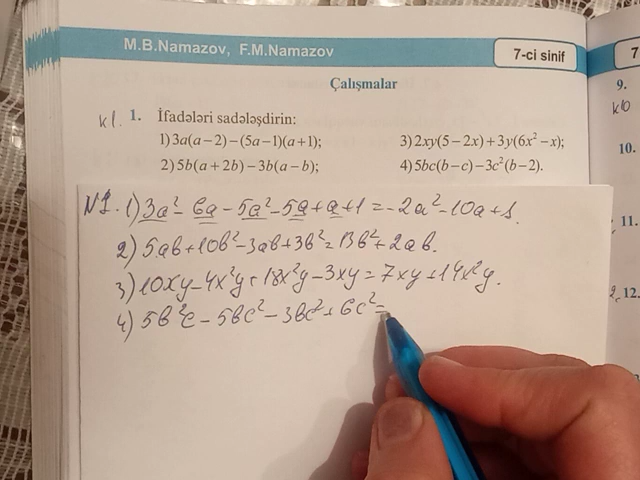 M.B.Namazov, F.M.Namazov
7-ci sinif
7
Çalışmalar
9.
kl. 1. İfadələri sadələşdirin:
1) 3a(a−2)−(5a−1)(a+1); 3) 2xy(5−2x)+3y(6x²−x);
2) 5b(a+2b)−3b(a−b); 4) 5bc(b−c)−3c²(b−2).
10.
N1. 1) 3a²-6a-5a²-5a+a+1=-2a²-10a+1.
11.
2) 5ab+10b²-3ab+3b²=13b²+2ab.
3) 10xy-4x²y+18x²y-3xy=7xy+14x²y.
12.
4) 5b²c-5bc²-3bc²+6c²=